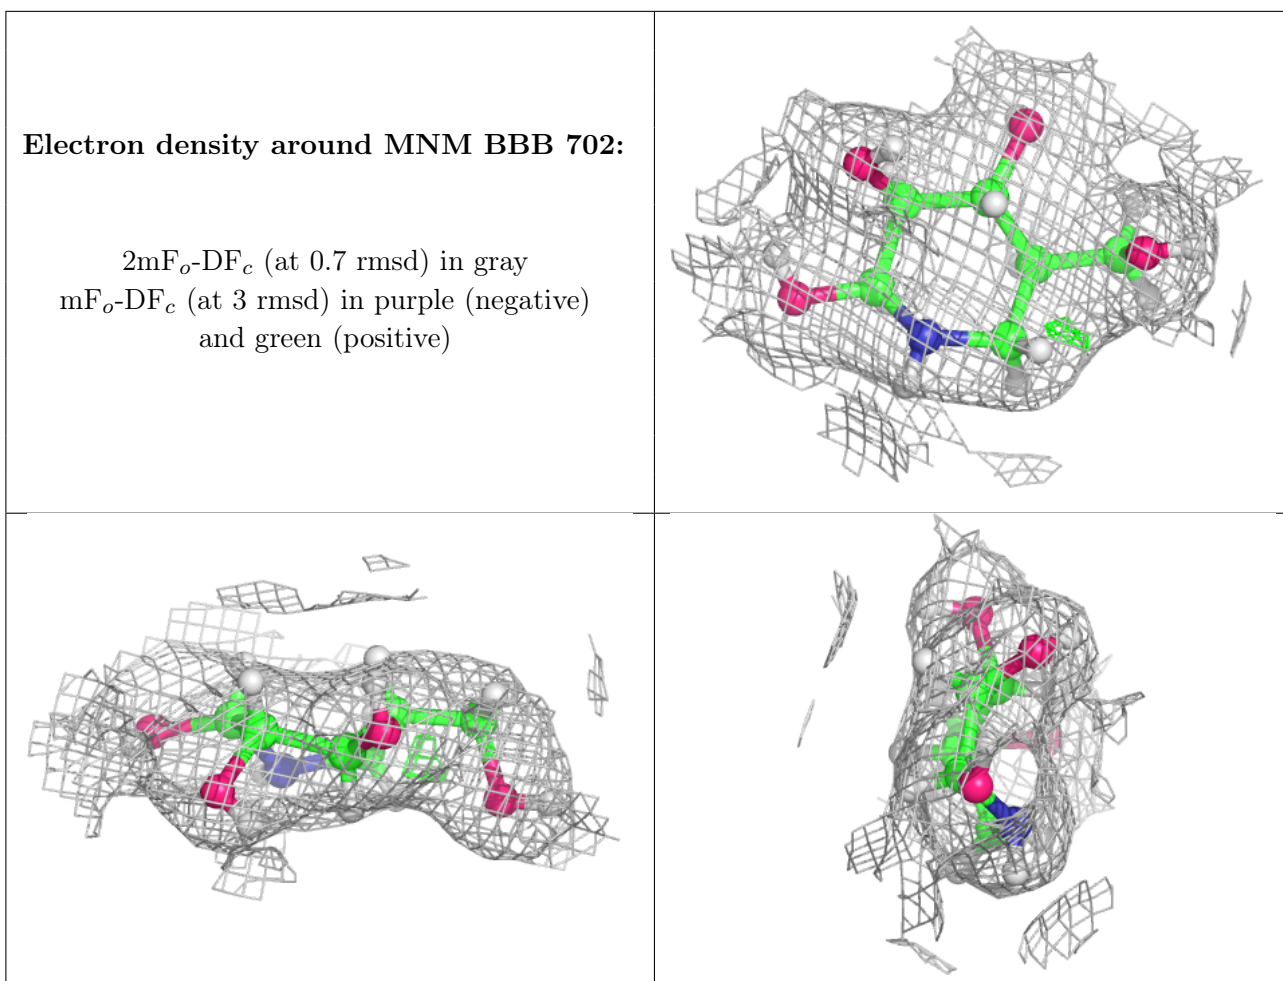 Electron density around MNM BBB 702:
2mFo-DFc (at 0.7 rmsd) in gray
mFo-DFc (at 3 rmsd) in purple (negative)
and green (positive)